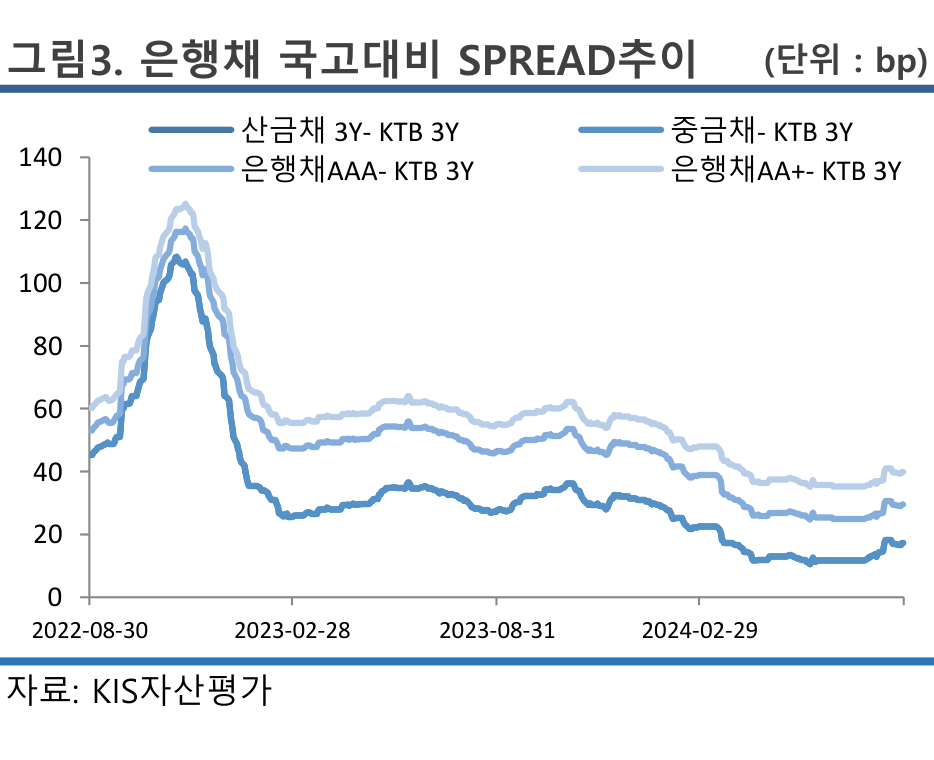 그림3. 은행채 국고대비 SPREAD추이 (단위 : bp)
산금채 3Y- KTB 3Y 중금채- KTB 3Y
은행채AAA- KTB 3Y 은행채AA+- KTB 3Y
140
120
100
80
60
40
20
0
2022-08-30 2023-02-28 2023-08-31 2024-02-29
자료: KIS자산평가